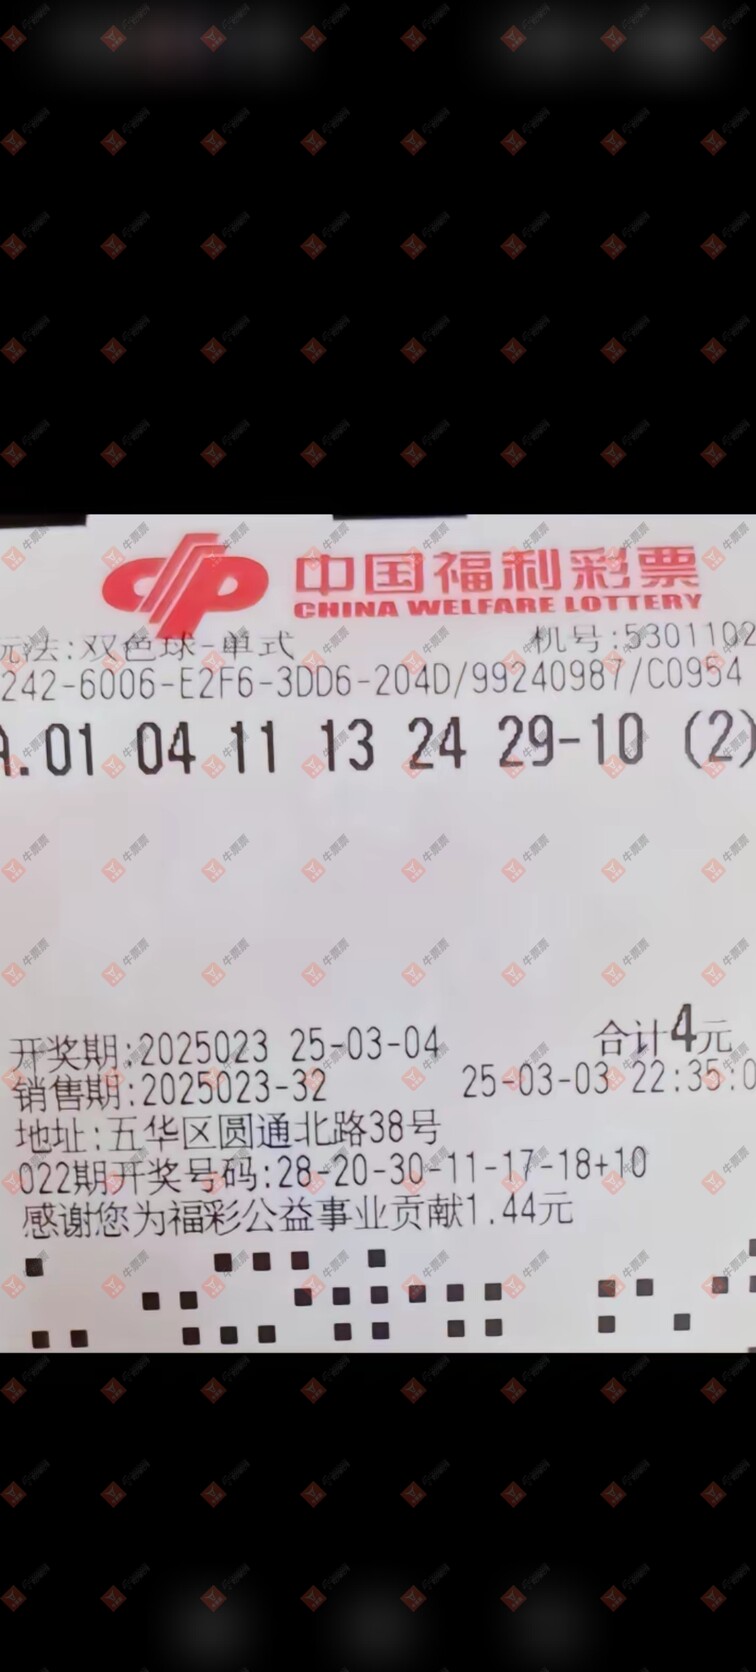 中国福利彩票
CHINA WELFARE LOTTERY
玩法:双色球-单式 机号:5301102
242-6006-E2F6-3DD6-204D/99240987/C0954
A.01 04 11 13 24 29-10 (2)
开奖期:2025023 25-03-04 合计4元
销售期:2025023-32 25-03-03 22:35:0
地址:五华区圆通北路38号
022期开奖号码:28-20-30-11-17-18+10
感谢您为福彩公益事业贡献1.44元
牛票票